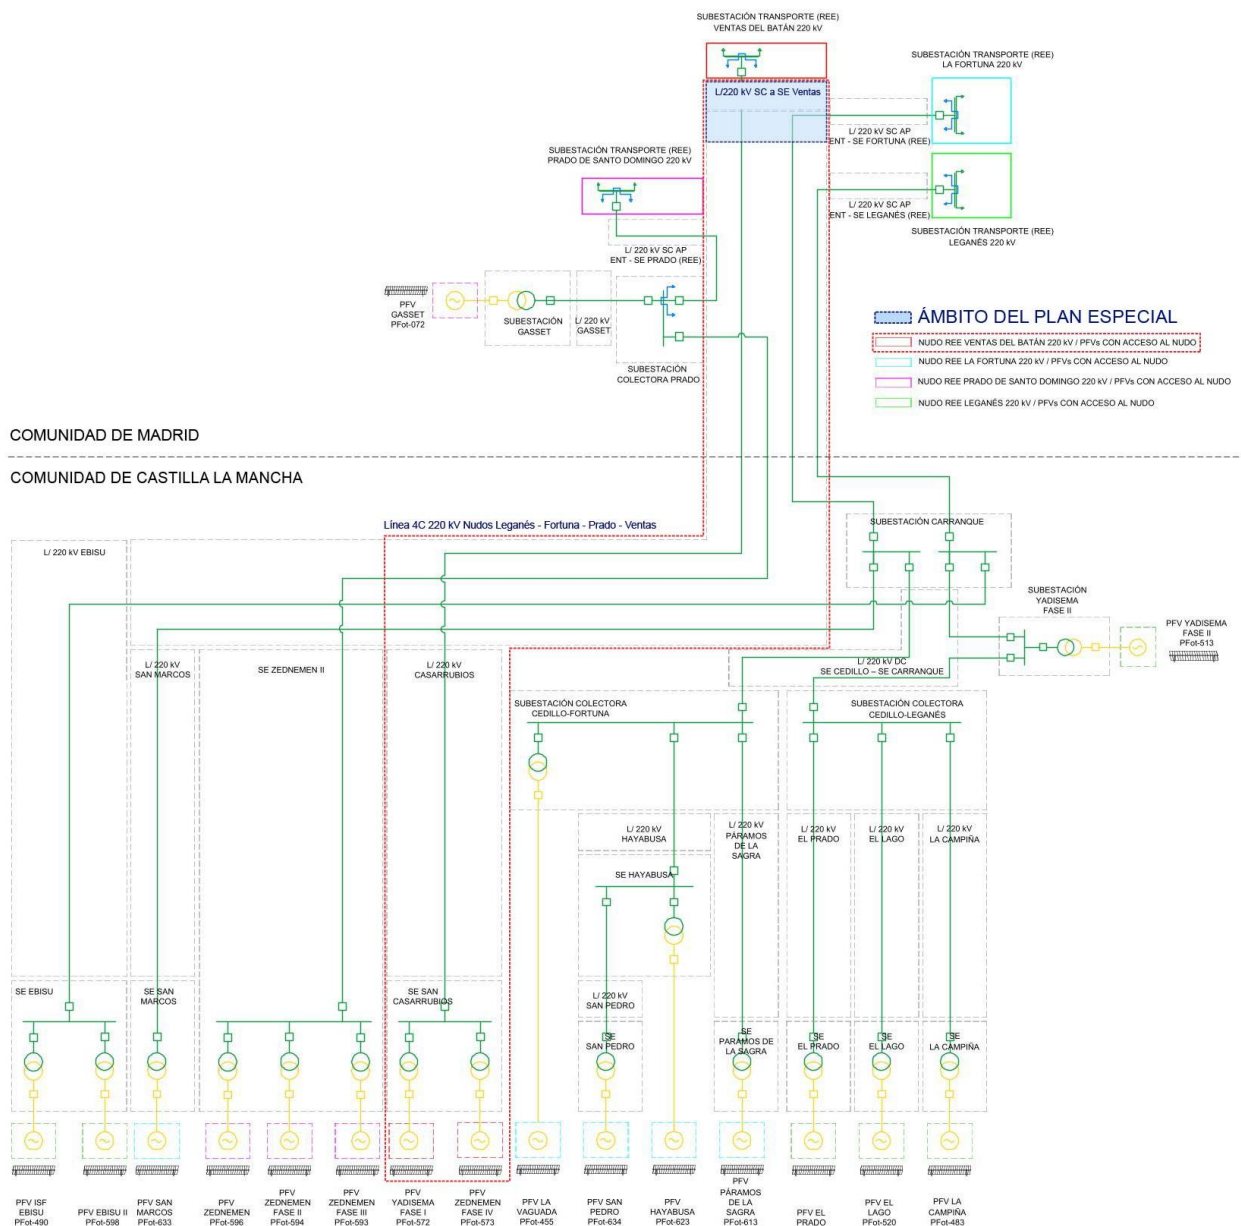 SUBESTACIÓN TRANSPORTE (REE)
VENTAS DEL BATÁN 220 kV
L/220 kV SC a SE Ventas
SUBESTACIÓN TRANSPORTE (REE)
LA FORTUNA 220 kV
L/ 220 kV SC AP
ENT - SE FORTUNA (REE)
SUBESTACIÓN TRANSPORTE (REE)
PRADO DE SANTO DOMINGO 220 kV
L/ 220 kV SC AP
ENT - SE LEGANÉS (REE)
SUBESTACIÓN TRANSPORTE (REE)
LEGANÉS 220 kV
L/ 220 kV SC AP
ENT - SE PRADO (REE)
PFV
GASSET
PFot-072
SUBESTACIÓN
GASSET
L/ 220 kV
GASSET
SUBESTACIÓN
COLECTORA PRADO
ÁMBITO DEL PLAN ESPECIAL
NUDO REE VENTAS DEL BATÁN 220 kV / PFVs CON ACCESO AL NUDO
NUDO REE LA FORTUNA 220 kV / PFVs CON ACCESO AL NUDO
NUDO REE PRADO DE SANTO DOMINGO 220 kV / PFVs CON ACCESO AL NUDO
NUDO REE LEGANÉS 220 kV / PFVs CON ACCESO AL NUDO
COMUNIDAD DE MADRID
COMUNIDAD DE CASTILLA LA MANCHA
Línea 4C 220 kV Nudos Leganés - Fortuna - Prado - Ventas
SUBESTACIÓN CARRANQUE
L/ 220 kV EBISU
SUBESTACIÓN
YADISEMA
FASE II
PFV YADISEMA
FASE II
PFot-513
L/ 220 kV
SAN MARCOS
SE ZEDNEMEN II
L/ 220 kV
CASARRUBIOS
L/ 220 kV DC
SE CEDILLO – SE CARRANQUE
SUBESTACIÓN COLECTORA
CEDILLO-FORTUNA
SUBESTACIÓN COLECTORA
CEDILLO-LEGANÉS
L/ 220 kV
HAYABUSA
L/ 220 kV
PÁRAMOS
DE LA
SAGRA
L/ 220 kV
EL PRADO
L/ 220 kV
EL LAGO
L/ 220 kV
LA CAMPIÑA
SE HAYABUSA
SE EBISU
SE SAN
MARCOS
SE SAN
CASARRUBIOS
L/ 220 kV
SAN PEDRO
SE
SAN PEDRO
SE
PÁRAMOS DE
LA SAGRA
SE
EL PRADO
SE
EL LAGO
SE
LA CAMPIÑA
PFV ISF
EBISU
PFot-490
PFV EBISU II
PFot-598
PFV SAN
MARCOS
PFot-633
PFV
ZEDNEMEN
PFot-596
PFV
ZEDNEMEN
FASE II
PFot-594
PFV
ZEDNEMEN
FASE III
PFot-593
PFV
YADISEMA
FASE I
PFot-572
PFV
ZEDNEMEN
FASE IV
PFot-573
PFV LA
VAGUADA
PFot-455
PFV SAN
PEDRO
PFot-634
PFV
HAYABUSA
PFot-623
PFV
PÁRAMOS
DE LA
SAGRA
PFot-613
PFV EL
PRADO
PFV EL
LAGO
PFot-520
PFV LA
CAMPIÑA
PFot-483